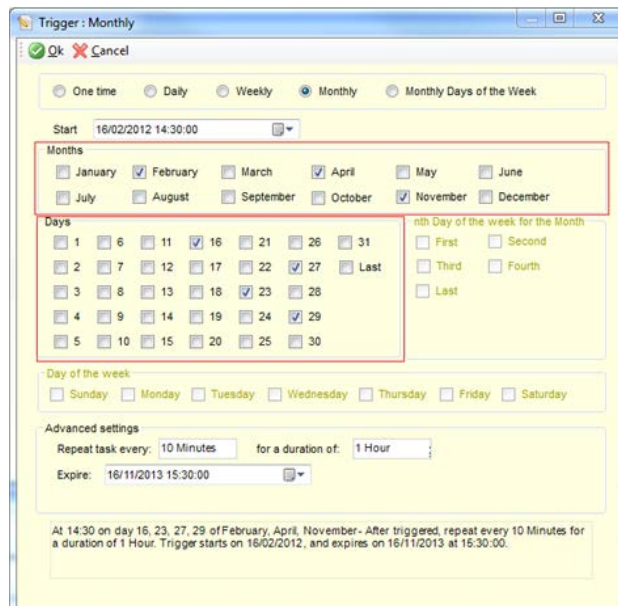 Trigger : Monthly
Ok Cancel
One time Daily Weekly Monthly Monthly Days of the Week
Start 16/02/2012 14:30:00
Months
January February March April May June
July August September October November December
Days nth Day of the week for the Month
1 6 11 16 21 26 31 First Second
2 7 12 17 22 27 Last Third Fourth
3 8 13 18 23 28 Last
4 9 14 19 24 29
5 10 15 20 25 30
Day of the week
Sunday Monday Tuesday Wednesday Thursday Friday Saturday
Advanced settings
Repeat task every: 10 Minutes for a duration of: 1 Hour
Expire: 16/11/2013 15:30:00
At 14:30 on day 16, 23, 27, 29 of February, April, November- After triggered, repeat every 10 Minutes for
a duration of 1 Hour. Trigger starts on 16/02/2012, and expires on 16/11/2013 at 15:30:00.